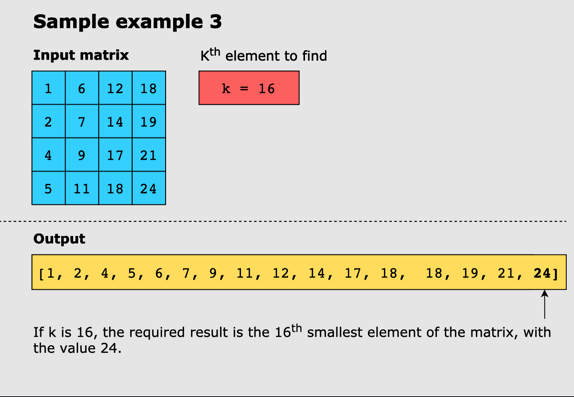 Sample example 3
Input matrix
Kth element to find
k = 16
1 6 12 18
2 7 14 19
4 9 17 21
5 11 18 24
Output
[1, 2, 4, 5, 6, 7, 9, 11, 12, 14, 17, 18, 18, 19, 21, 24]
If k is 16, the required result is the 16th smallest element of the matrix, with
the value 24.